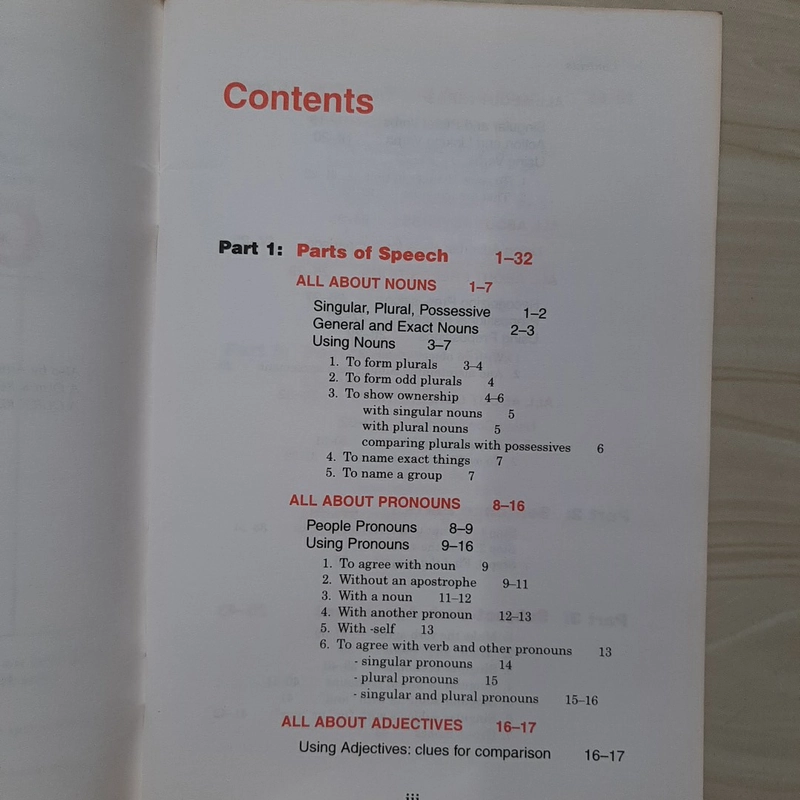 Contents
Part 1: Parts of Speech 1–32
ALL ABOUT NOUNS 1–7
Singular, Plural, Possessive 1–2
General and Exact Nouns 2–3
Using Nouns 3–7
1. To form plurals 3–4
2. To form odd plurals 4
3. To show ownership 4–6
with singular nouns 5
with plural nouns 5
comparing plurals with possessives 6
4. To name exact things 7
5. To name a group 7
ALL ABOUT PRONOUNS 8–16
People Pronouns 8–9
Using Pronouns 9–16
1. To agree with noun 9
2. Without an apostrophe 9–11
3. With a noun 11–12
4. With another pronoun 12–13
5. With -self 13
6. To agree with verb and other pronouns 13
- singular pronouns 14
- plural pronouns 15
- singular and plural pronouns 15–16
ALL ABOUT ADJECTIVES 16–17
Using Adjectives: clues for comparison 16–17
iii